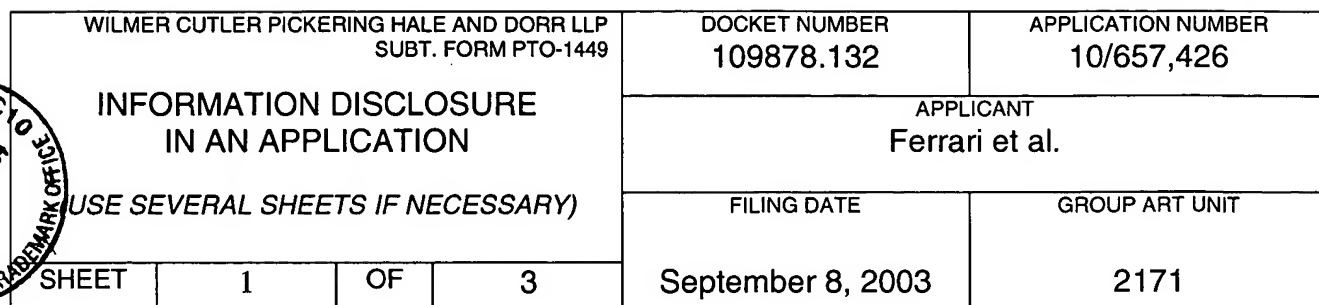 WILMER CUTLER PICKERING HALE AND DORR LLP
SUBT. FORM PTO-1449
INFORMATION DISCLOSURE
IN AN APPLICATION
(USE SEVERAL SHEETS IF NECESSARY)
SHEET 1 OF 3
DOCKET NUMBER
109878.132
APPLICATION NUMBER
10/657,426
APPLICANT
Ferrari et al.
FILING DATE
September 8, 2003
GROUP ART UNIT
2171
TRADEMARK OFFICE